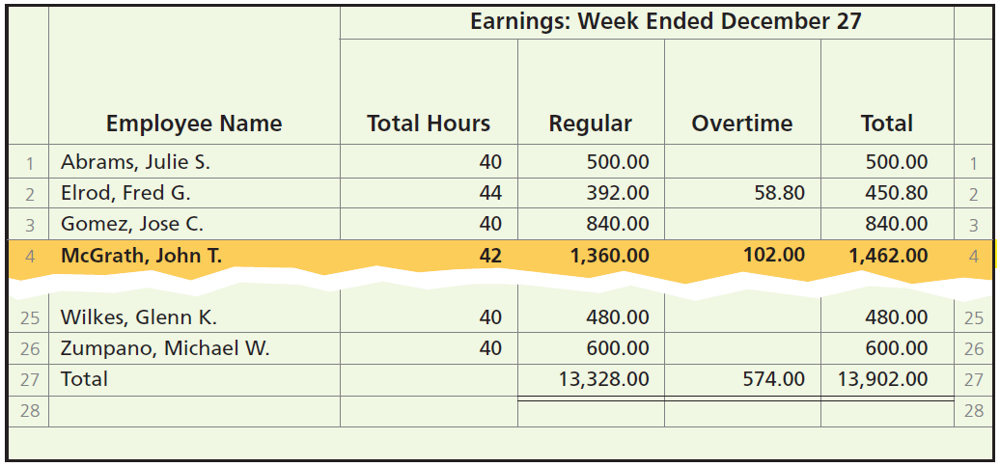 Earnings: Week Ended December 27
Employee Name Total Hours Regular Overtime Total
1 Abrams, Julie S. 40 500.00 500.00 1
2 Elrod, Fred G. 44 392.00 58.80 450.80 2
3 Gomez, Jose C. 40 840.00 840.00 3
4 McGrath, John T. 42 1,360.00 102.00 1,462.00 4
25 Wilkes, Glenn K. 40 480.00 480.00 25
26 Zumpano, Michael W. 40 600.00 600.00 26
27 Total 13,328.00 574.00 13,902.00 27
28 28